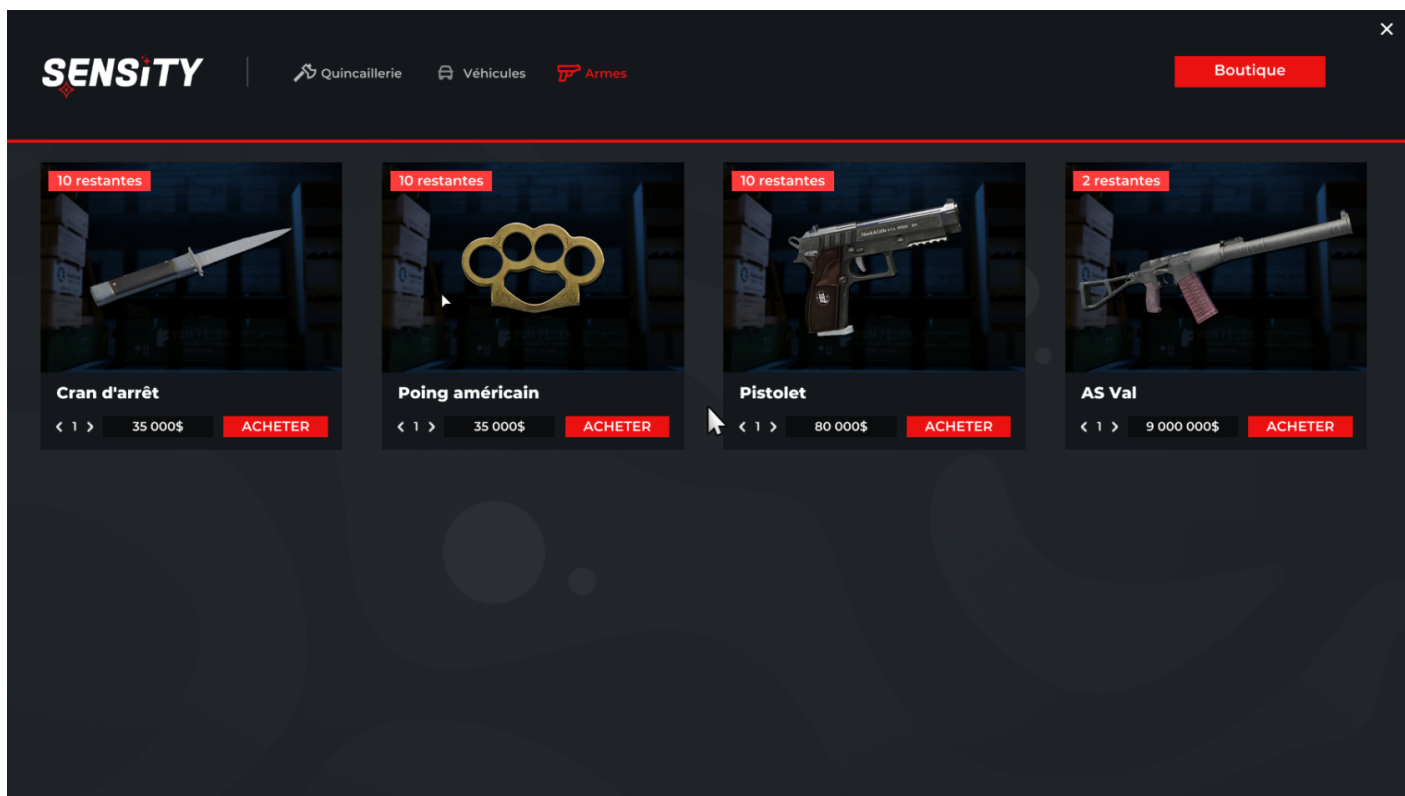 SENSiTY
Quincaillerie
Véhicules
Armes
Boutique
10 restantes
10 restantes
10 restantes
2 restantes
Cran d'arrêt
Poing américain
Pistolet
AS Val
1
35 000$
ACHETER
1
35 000$
ACHETER
1
80 000$
ACHETER
1
9 000 000$
ACHETER